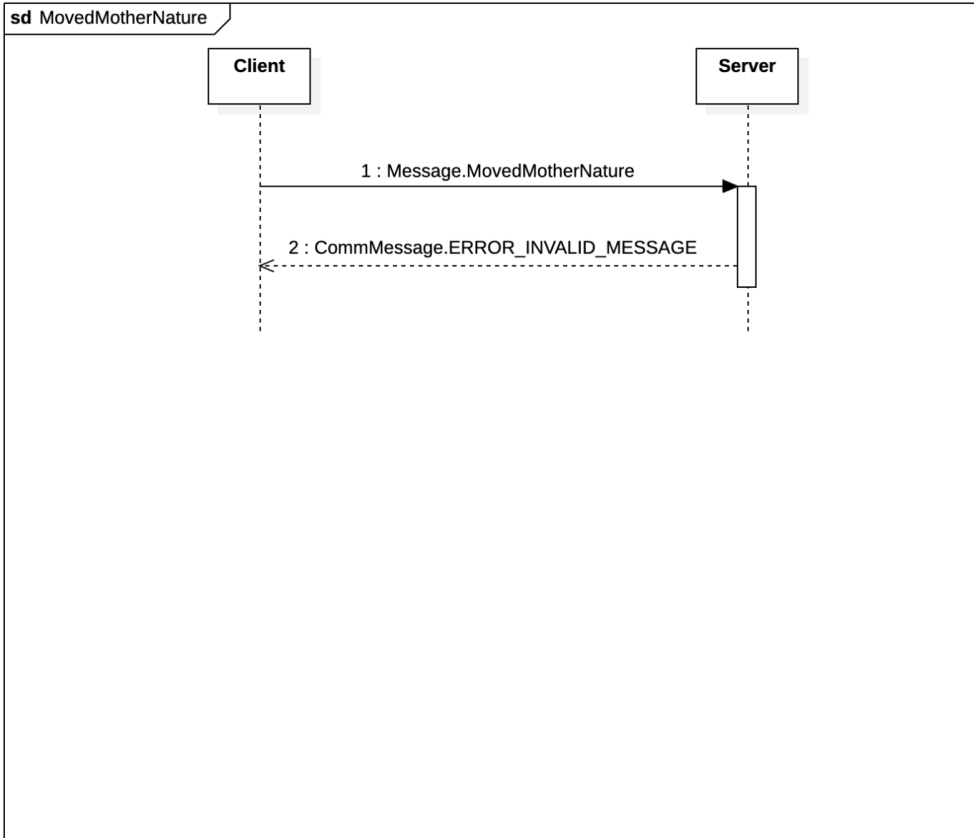 sd MovedMotherNature
Client
Server
1 : Message.MovedMotherNature
2 : CommMessage.ERROR_INVALID_MESSAGE